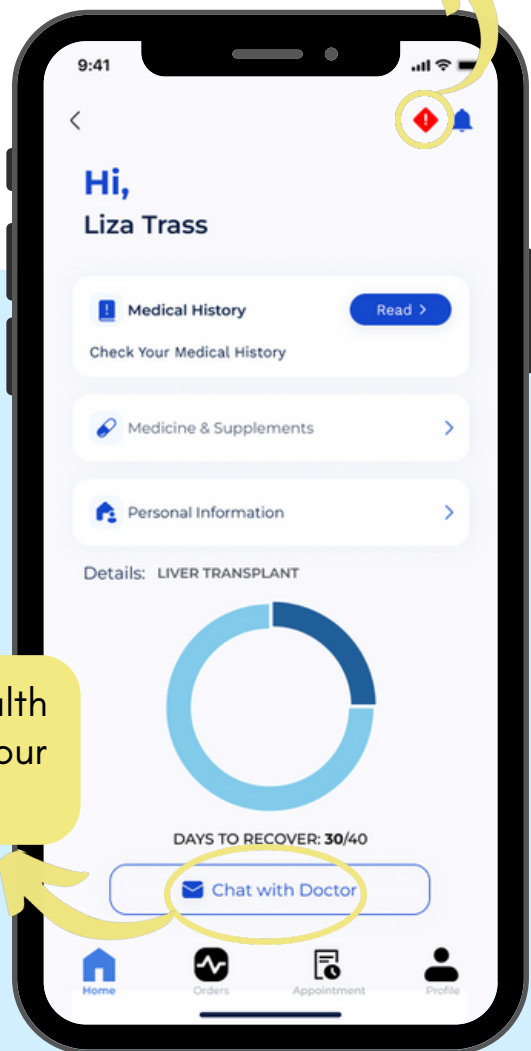 9:41
Hi,
Liza Trass
Medical History
Read >
Check Your Medical History
Medicine & Supplements
Personal Information
Details: LIVER TRANSPLANT
DAYS TO RECOVER: 30/40
Chat with Doctor
Home Orders Appointment Profile